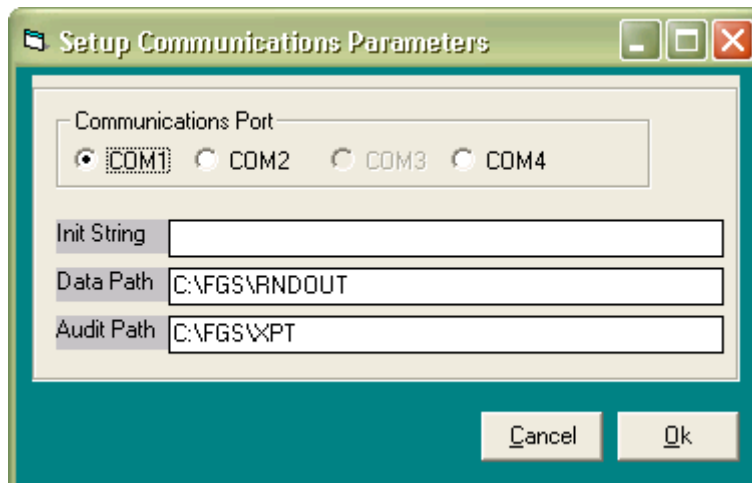 Setup Communications Parameters
Communications Port
COM1 COM2 COM3 COM4
Init String
Data Path C:\FGS\RNDOUT
Audit Path C:\FGS\XPT
Cancel Ok